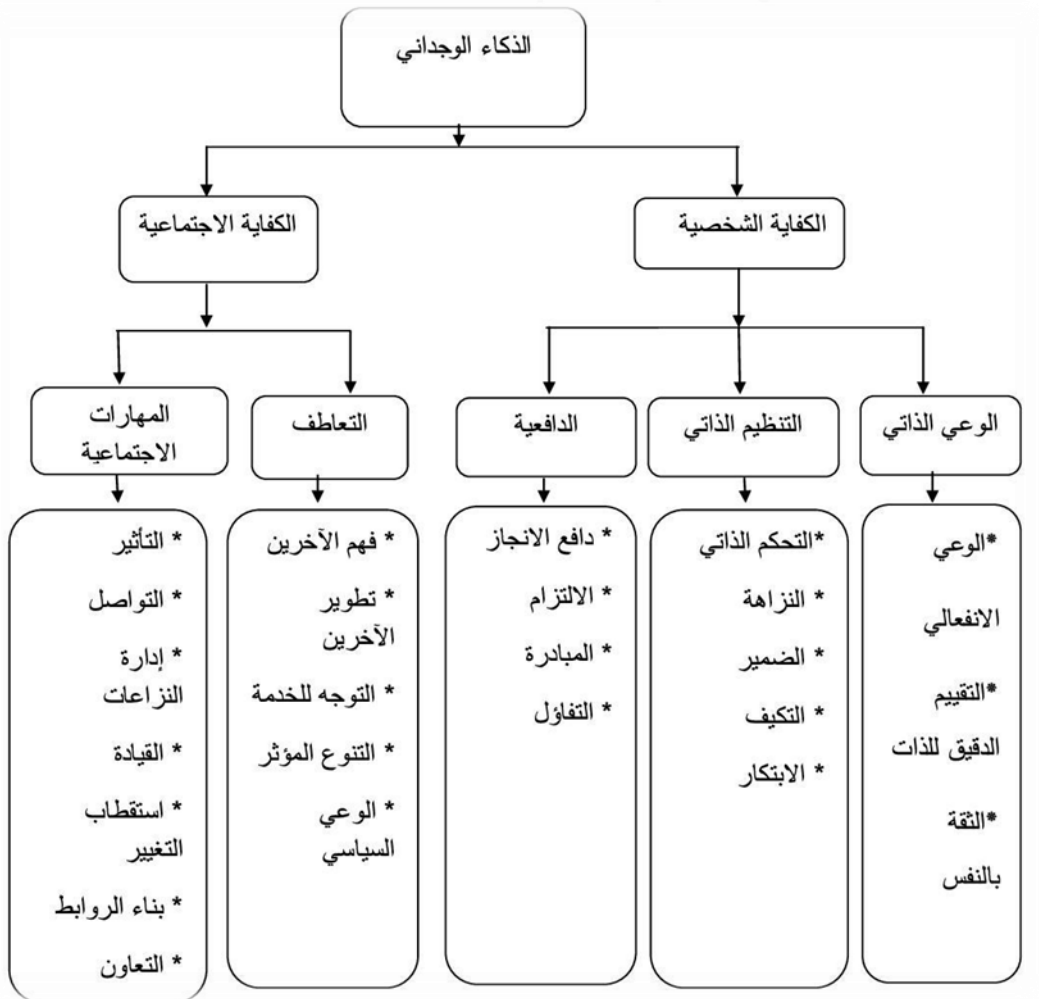 الذكاء الوجداني
الكفاية الشخصية
الكفاية الاجتماعية
الوعي الذاتي
التنظيم الذاتي
الدافعية
التعاطف
المهارات
الاجتماعية
*الوعي
الانفعالي
*التقييم
الدقيق للذات
*الثقة
بالنفس
*التحكم الذاتي
* النزاهة
* الضمير
* التكيف
* الابتكار
* دافع الانجاز
* الالتزام
* المبادرة
* التفاؤل
* فهم الآخرين
* تطوير
الآخرين
* التوجه للخدمة
* التنوع المؤثر
* الوعي
السياسي
* التأثير
* التواصل
* إدارة
النزاعات
* القيادة
* استقطاب
التغيير
* بناء الروابط
* التعاون